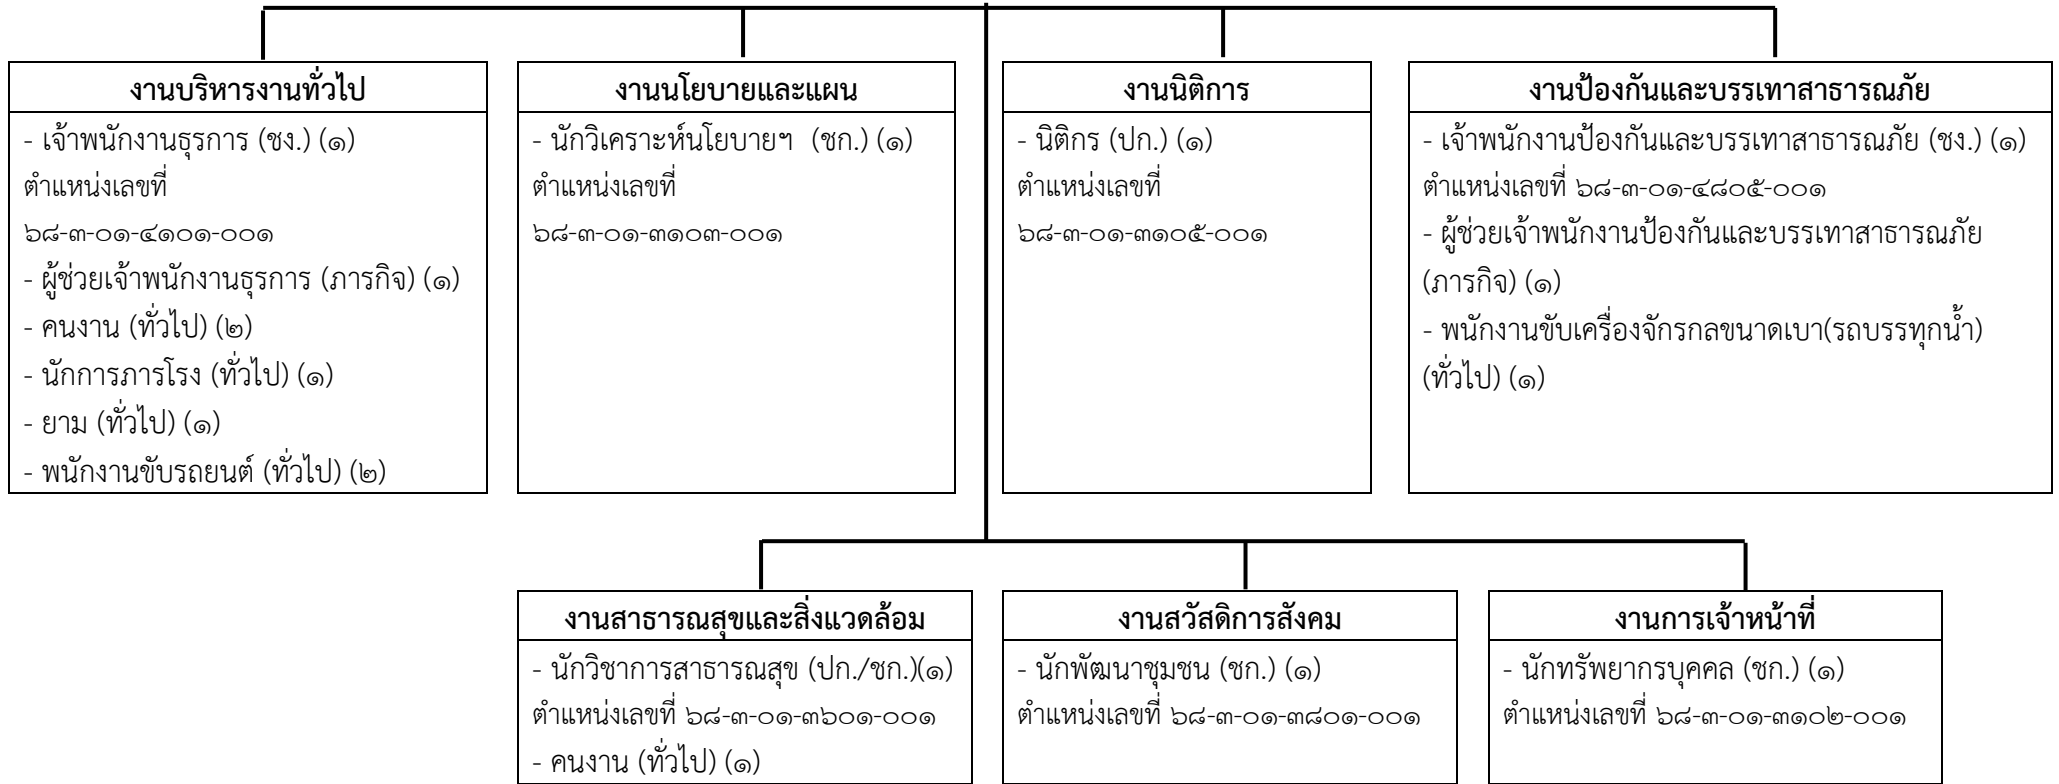 งานบริหารงานทั่วไป
- เจ้าพนักงานธุรการ (ชง.) (๑)
ตำแหน่งเลขที่
๖๘-๓-๐๑-๔๑๐๑-๐๐๑
- ผู้ช่วยเจ้าพนักงานธุรการ (ภารกิจ) (๑)
- คนงาน (ทั่วไป) (๒)
- นักการภารโรง (ทั่วไป) (๑)
- ยาม (ทั่วไป) (๑)
- พนักงานขับรถยนต์ (ทั่วไป) (๒)
งานนโยบายและแผน
- นักวิเคราะห์นโยบายฯ (ชก.) (๑)
ตำแหน่งเลขที่
๖๘-๓-๐๑-๓๑๐๓-๐๐๑
งานนิติการ
- นิติกร (ปก.) (๑)
ตำแหน่งเลขที่
๖๘-๓-๐๑-๓๑๐๕-๐๐๑
งานป้องกันและบรรเทาสาธารณภัย
- เจ้าพนักงานป้องกันและบรรเทาสาธารณภัย (ชง.) (๑)
ตำแหน่งเลขที่ ๖๘-๓-๐๑-๔๘๐๕-๐๐๑
- ผู้ช่วยเจ้าพนักงานป้องกันและบรรเทาสาธารณภัย
(ภารกิจ) (๑)
- พนักงานขับเครื่องจักรกลขนาดเบา(รถบรรทุกน้ำ)
(ทั่วไป) (๑)
งานสาธารณสุขและสิ่งแวดล้อม
- นักวิชาการสาธารณสุข (ปก./ชก.)(๑)
ตำแหน่งเลขที่ ๖๘-๓-๐๑-๓๖๐๑-๐๐๑
- คนงาน (ทั่วไป) (๑)
งานสวัสดิการสังคม
- นักพัฒนาชุมชน (ชก.) (๑)
ตำแหน่งเลขที่ ๖๘-๓-๐๑-๓๘๐๑-๐๐๑
งานการเจ้าหน้าที่
- นักทรัพยากรบุคคล (ชก.) (๑)
ตำแหน่งเลขที่ ๖๘-๓-๐๑-๓๑๐๒-๐๐๑